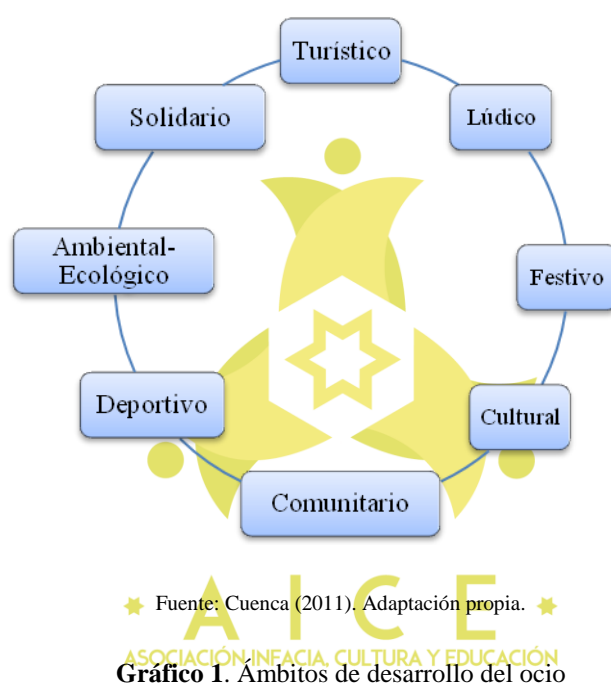 Turístico
Solidario
Lúdico
Ambiental-
Ecológico
Festivo
Deportivo
Cultural
Comunitario
AICE
Fuente: Cuenca (2011). Adaptación propia.
ASOCIACIÓN INFACIA, CULTURA Y EDUCACIÓN
Gráfico 1. Ámbitos de desarrollo del ocio